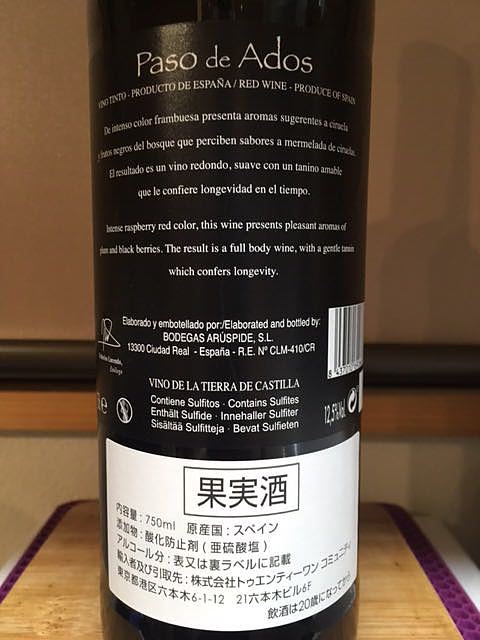 Paso de Ados
VINO TINTO - PRODUCTO DE ESPAÑA / RED WINE - PRODUCE OF SPAIN
De intenso color frambuesa presenta aromas sugerentes a ciruela
y frutos negros del bosque que perciben sabores a mermelada de ciruelas.
El resultado es un vino redondo, suave con un tanino amable
que le confiere longevidad en el tiempo.
Intense raspberry red color, this wine presents pleasant aromas of
plum and black berries. The result is a full body wine, with a gentle tannin
which confers longevity.
Elaborado y embotellado por:/Elaborated and bottled by:
BODEGAS ARÚSPIDE, S.L.
13300 Ciudad Real - España - R.E. Nº CLM-410/CR
VINO DE LA TIERRA DE CASTILLA
Contiene Sulfitos · Contains Sulfites
Enthält Sulfide · Innehaller Sulfiter
Sisältää Sulfitteja · Bevat Sulfieten
e
12,5%Vol.
果実酒
内容量:750ml 原産国:スペイン
添加物:酸化防止剤(亜硫酸塩)
アルコール分:表又は裏ラベルに記載
輸入者及び引取先:株式会社トゥエンティーワン コミュニティ
東京都港区六本木6-1-12 21六本木ビル6F
飲酒は20歳になってから